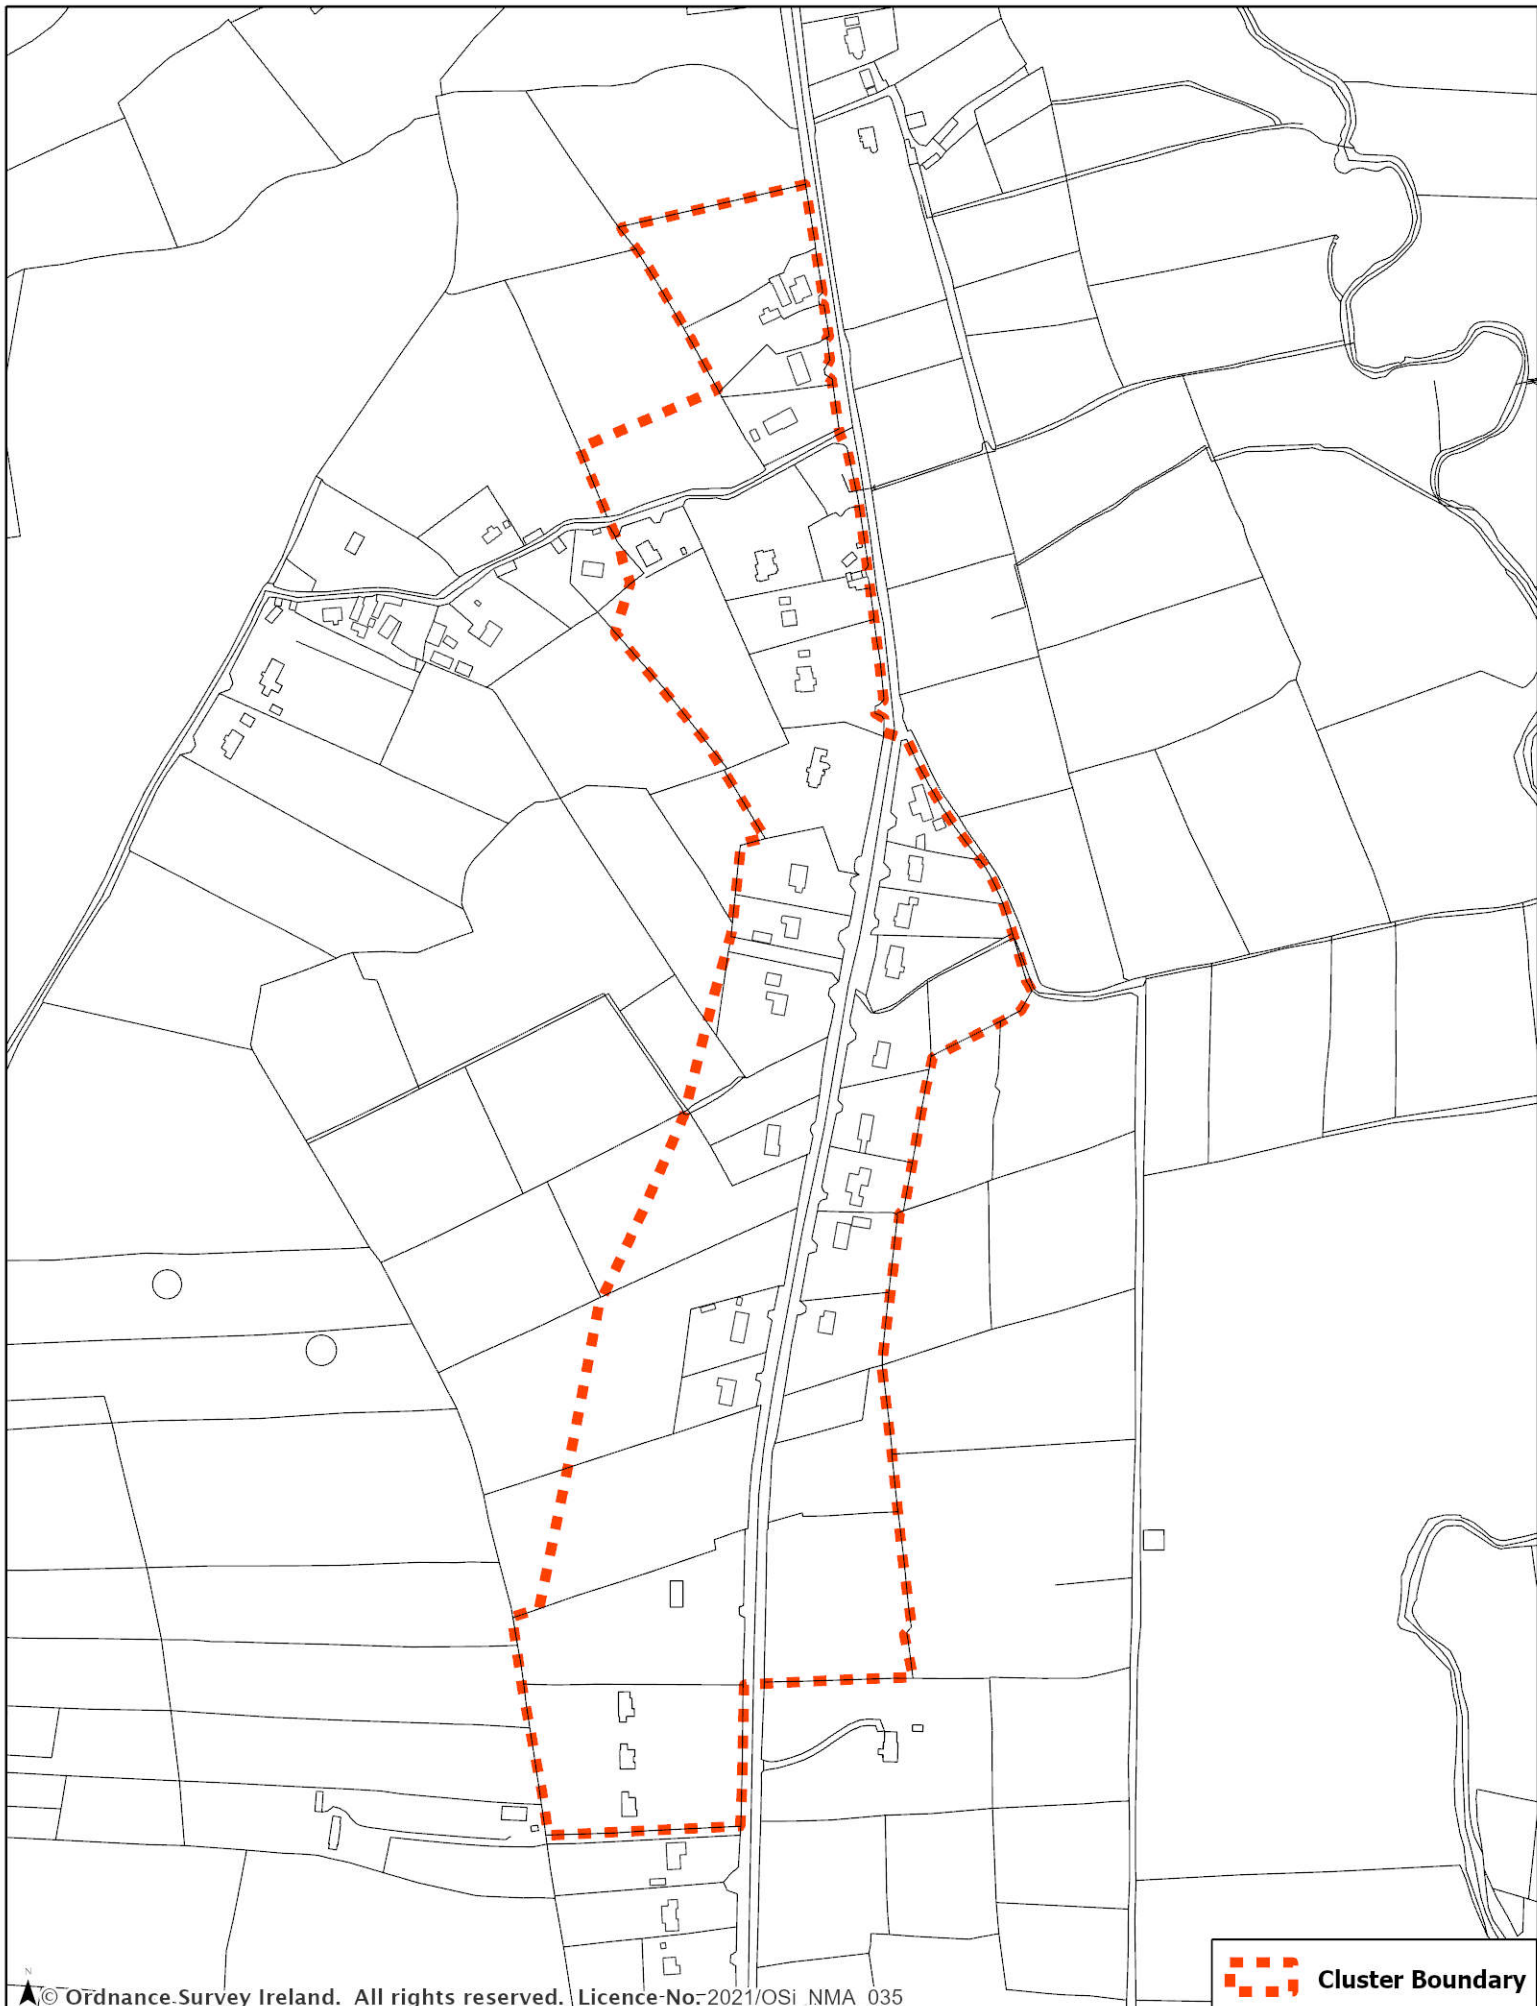 Cluster Boundary
N
© Ordnance Survey Ireland. All rights reserved. Licence No. 2021/OSi_NMA_035